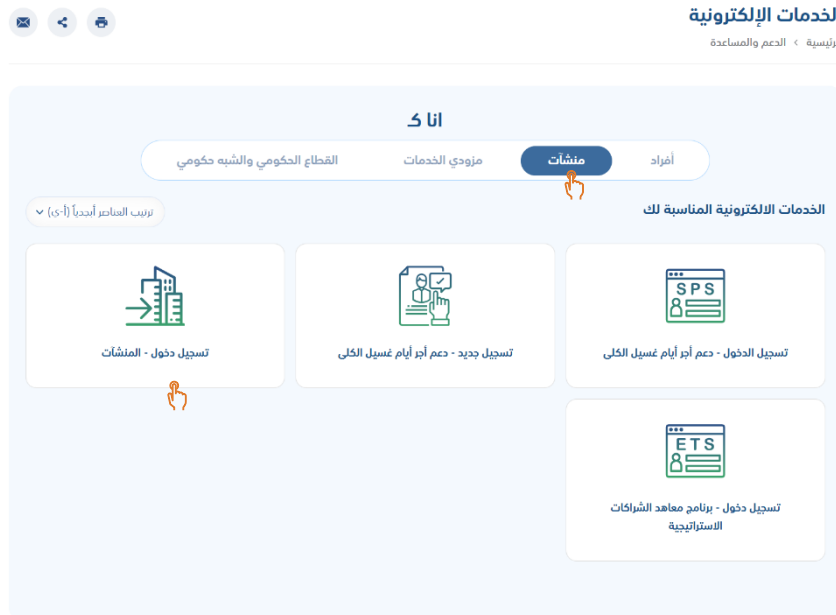 لخدمات الإلكترونية
رئيسية > الدعم والمساعدة
انا كـ
أفراد
منشآت
مزودي الخدمات
القطاع الحكومي والشبه حكومي
الخدمات الالكترونية المناسبة لك
ترتيب العناصر أبجدياً (أ-ي)
SPS
تسجيل الدخول - دعم أجر أيام غسيل الكلى
تسجيل جديد - دعم أجر أيام غسيل الكلى
تسجيل دخول - المنشآت
ETS
تسجيل دخول - برنامج معاهد الشراكات
الاستراتيجية